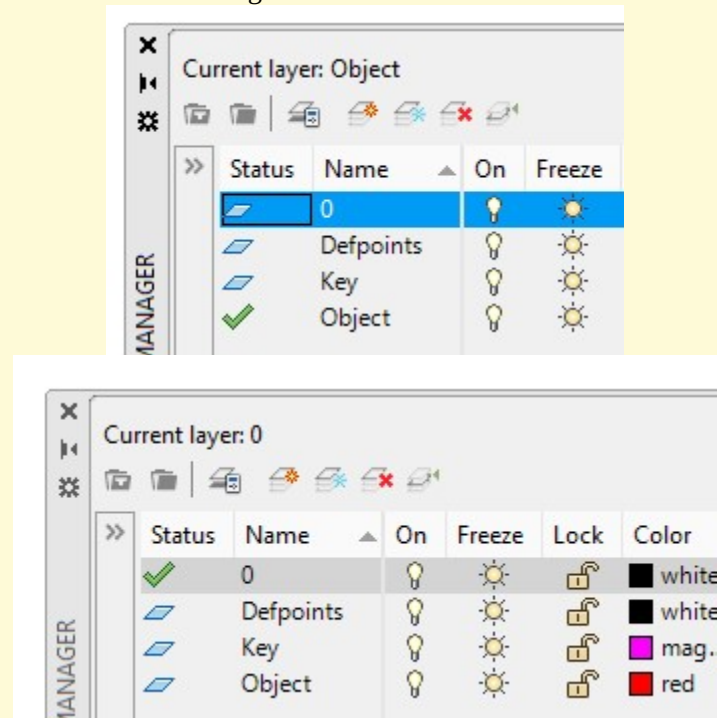 Current layer: Object
Status Name On Freeze
0
Defpoints
Key
Object
MANAGER
Current layer: 0
Status Name On Freeze Lock Color
0 white
Defpoints white
Key mag..
Object red
MANAGER